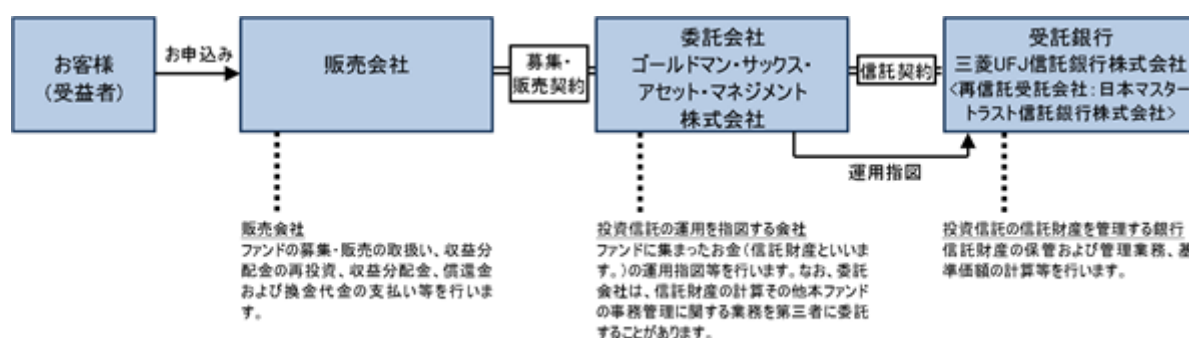 お客様
(受益者)
お申込み
販売会社
募集・
販売契約
委託会社
ゴールドマン・サックス・
アセット・マネジメント
株式会社
信託契約
受託銀行
三菱UFJ信託銀行株式会社
<再信託受託会社:日本マスター
トラスト信託銀行株式会社>
運用指図
販売会社
ファンドの募集・販売の取扱い、収益分
配金の再投資、収益分配金、償還金
および換金代金の支払い等を行いま
す。
投資信託の運用を指図する会社
ファンドに集まったお金(信託財産といいま
す。)の運用指図等を行います。なお、委託
会社は、信託財産の計算その他本ファンド
の事務管理に関する業務を第三者に委託
することがあります。
投資信託の信託財産を管理する銀行
信託財産の保管および管理業務、基
準価額の計算等を行います。